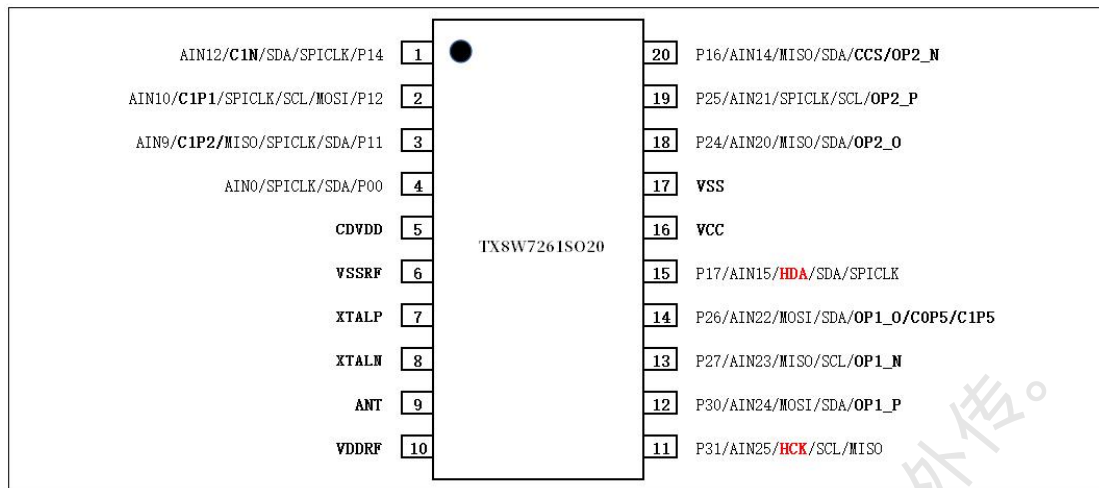 AIN12/C1N/SDA/SPICLK/P14 1
AIN10/C1P1/SPICLK/SCL/MOSI/P12 2
AIN9/C1P2/MISO/SPICLK/SDA/P11 3
AIN0/SPICLK/SDA/P00 4
CDVDD 5
VSSRF 6
XTALP 7
XTALN 8
ANT 9
VDDRF 10
TX8W7261SO20
20 P16/AIN14/MISO/SDA/CCS/OP2_N
19 P25/AIN21/SPICLK/SCL/OP2_P
18 P24/AIN20/MISO/SDA/OP2_O
17 VSS
16 VCC
15 P17/AIN15/HDA/SDA/SPICLK
14 P26/AIN22/MOSI/SDA/OP1_O/C0P5/C1P5
13 P27/AIN23/MISO/SCL/OP1_N
12 P30/AIN24/MOSI/SDA/OP1_P
11 P31/AIN25/HCK/SCL/MISO
外传。